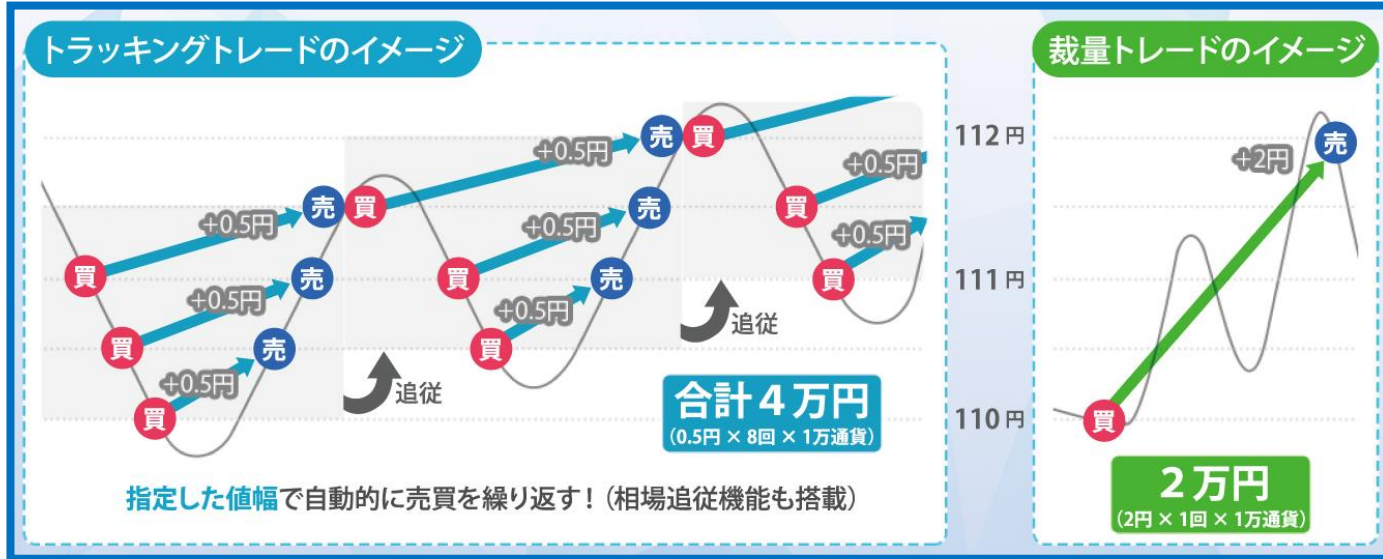 トラッキングトレードのイメージ
売
買
+0.5円
+0.5円
売
買
+0.5円
+0.5円
買
売
買
+0.5円
+0.5円
売
買
+0.5円
売
買
売
買
+0.5円
買
+0.5円
追従
追従
合計4万円
(0.5円 × 8回 × 1万通貨)
指定した値幅で自動的に売買を繰り返す！(相場追従機能も搭載)
112円
111円
110円
裁量トレードのイメージ
+2円
売
買
2万円
(2円 × 1回 × 1万通貨)